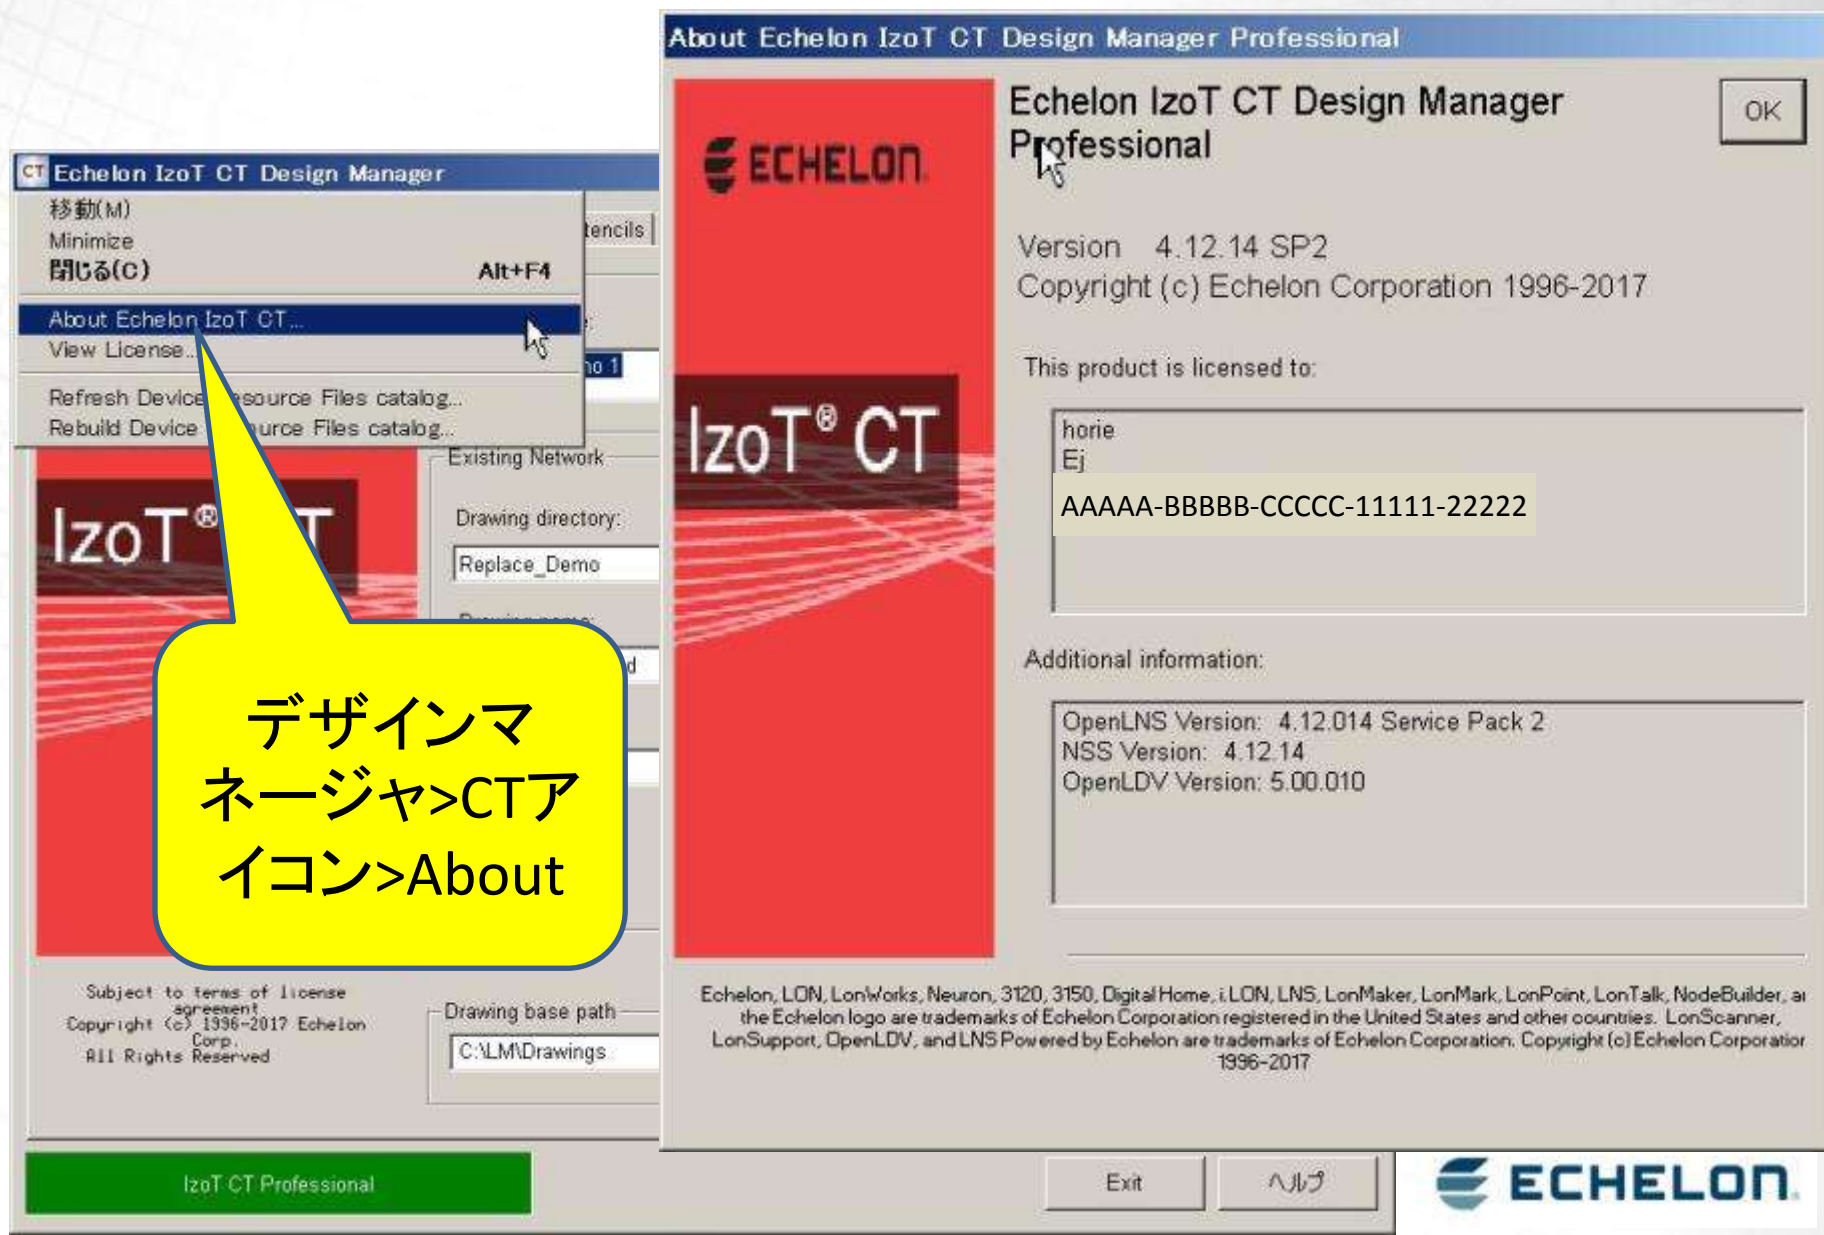 Echelon IzoT CT Design Manager
移動(M)
Minimize
閉じる(C) Alt+F4
About Echelon IzoT CT...
View License...
Refresh Device esource Files catalog...
Rebuild Device urce Files catalog...
tencils
no 1
Existing Network
Drawing directory:
Replace_Demo
d
IzoT® T
デザインマ
ネージャ>CTア
イコン>About
Subject to terms of license
agreement
Copyright (c) 1996-2017 Echelon
Corp.
All Rights Reserved
Drawing base path
C:\LM\Drawings
IzoT CT Professional
Exit
ヘルプ
About Echelon IzoT CT Design Manager Professional
ECHELON
IzoT® CT
Echelon IzoT CT Design Manager
Professional
OK
Version 4.12.14 SP2
Copyright (c) Echelon Corporation 1996-2017
This product is licensed to:
horie
Ej
AAAAA-BBBBB-CCCCC-11111-22222
Additional information:
OpenLNS Version: 4.12.014 Service Pack 2
NSS Version: 4.12.14
OpenLDV Version: 5.00.010
Echelon, LON, LonWorks, Neuron, 3120, 3150, Digital Home, i.LON, LNS, LonMaker, LonMark, LonPoint, LonTalk, NodeBuilder, a
the Echelon logo are trademarks of Echelon Corporation registered in the United States and other countries. LonScanner,
LonSupport, OpenLDV, and LNS Powered by Echelon are trademarks of Echelon Corporation. Copyright (c) Echelon Corporation
1996-2017
ECHELON